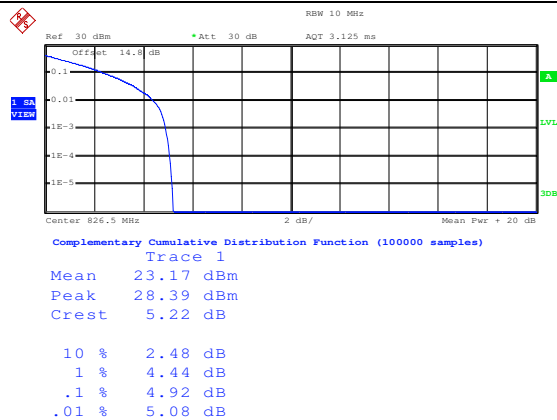 R S
RBW 10 MHz
Ref 30 dBm * Att 30 dB AQT 3.125 ms
Offset 14.8 dB
0.1
A
0.01
1 SA
VIEW
LVL
1E-3
1E-4
1E-5
3DB
Center 826.5 MHz 2 dB/ Mean Pwr + 20 dB
Complementary Cumulative Distribution Function (100000 samples)
Trace 1
Mean 23.17 dBm
Peak 28.39 dBm
Crest 5.22 dB
10 % 2.48 dB
1 % 4.44 dB
.1 % 4.92 dB
.01 % 5.08 dB